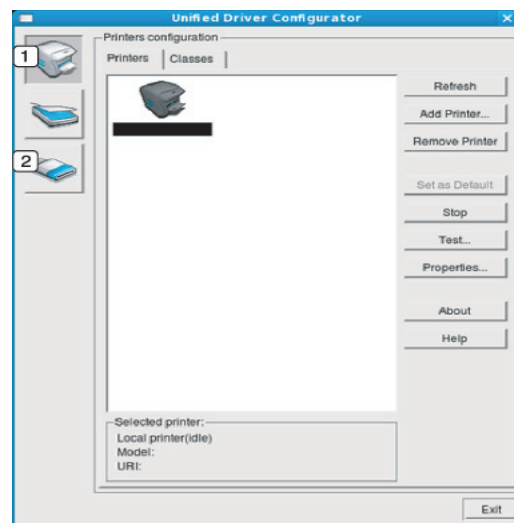 Unified Driver Configurator
Printers configuration
1
Printers Classes
Refresh
Add Printer...
Remove Printer
2
Set as Default
Stop
Test...
Properties...
About
Help
Selected printer:
Local printer(idle)
Model:
URI:
Exit